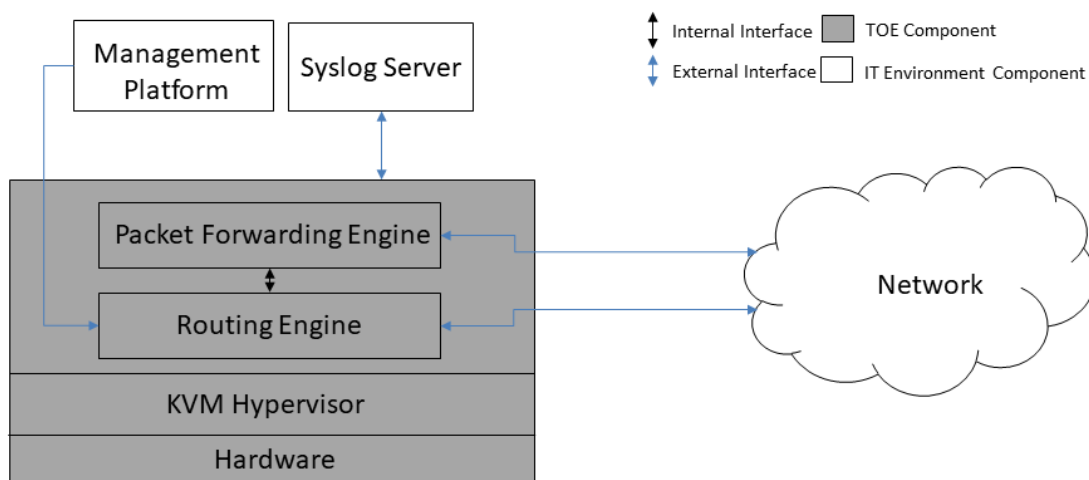 Management
Platform
Syslog Server
Internal Interface
TOE Component
External Interface
IT Environment Component
Packet Forwarding Engine
Routing Engine
KVM Hypervisor
Hardware
Network